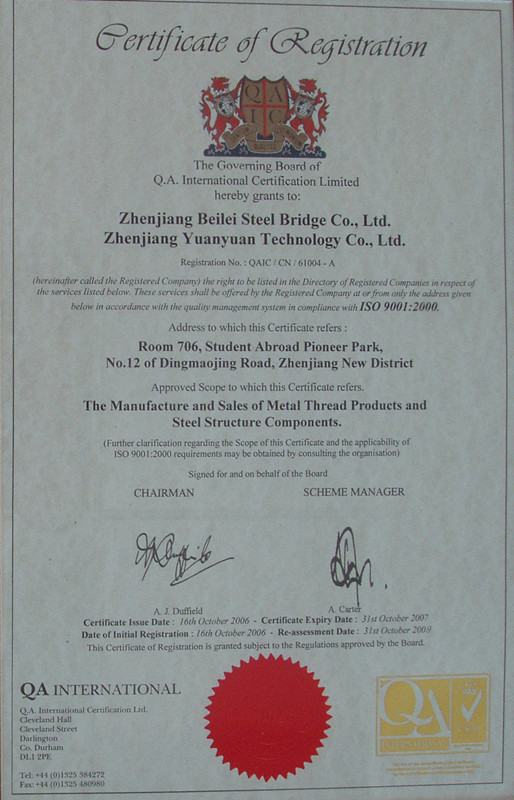 Certificate of Registration
QA
IC
The Governing Board of
Q.A. International Certification Limited
hereby grants to:
Zhenjiang Beilei Steel Bridge Co., Ltd.
Zhenjiang Yuanyuan Technology Co., Ltd.
Registration No. : QAIC / CN / 61004 - A
(hereinafter called the Registered Company) the right to be listed in the Directory of Registered Companies in respect of
the services listed below. These services shall be offered by the Registered Company at or from only the address given
below in accordance with the quality management system in compliance with ISO 9001:2000.
Address to which this Certificate refers :
Room 706, Student Abroad Pioneer Park,
No.12 of Dingmaojing Road, Zhenjiang New District
Approved Scope to which this Certificate refers.
The Manufacture and Sales of Metal Thread Products and
Steel Structure Components.
(Further clarification regarding the Scope of this Certificate and the applicability of
ISO 9001:2000 requirements may be obtained by consulting the organisation)
Signed for and on behalf of the Board
CHAIRMAN SCHEME MANAGER
A. J. Duffield A. Carter
Certificate Issue Date : 16th October 2006 - Certificate Expiry Date : 31st October 2007
Date of Initial Registration : 16th October 2006 - Re-assessment Date : 31st October 2009
This Certificate of Registration is granted subject to the Regulations approved by the Board.
QA INTERNATIONAL
Q.A. International Certification Ltd.
Cleveland Hall
Cleveland Street
Darlington
Co. Durham
DL1 2PE
Tel: +44 (0)1325 384272
Fax: +44 (0)1325 480980
QA
INTERNATIONAL